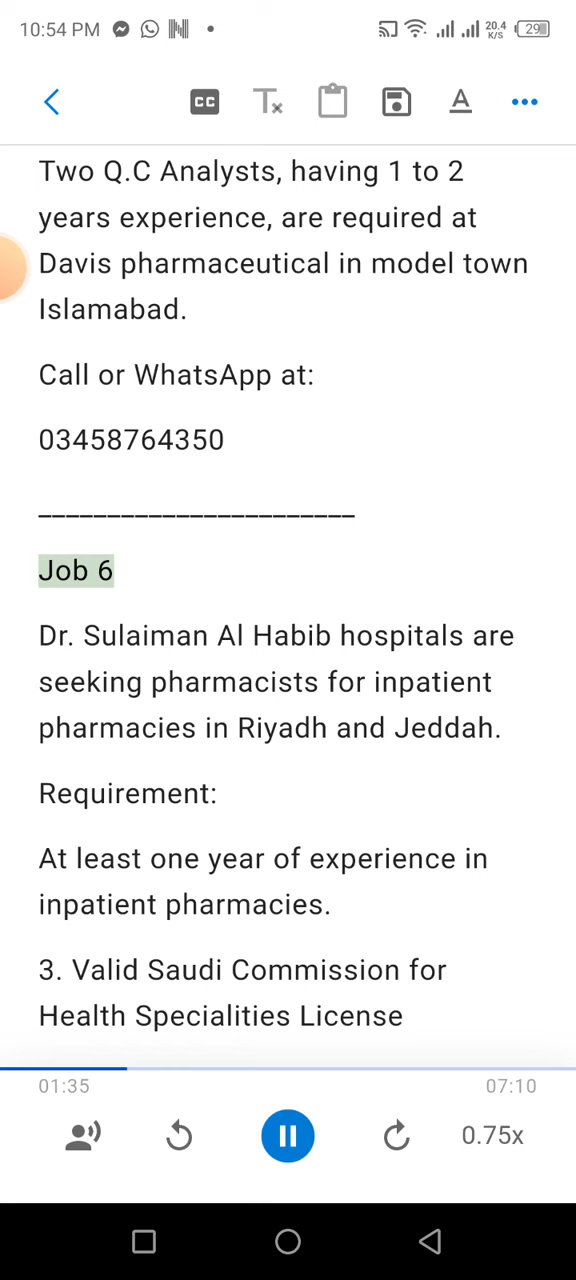 10:54 PM 20.4 K/S 29
CC
Two Q.C Analysts, having 1 to 2
years experience, are required at
Davis pharmaceutical in model town
Islamabad.
Call or WhatsApp at:
03458764350
_______________________
Job 6
Dr. Sulaiman Al Habib hospitals are
seeking pharmacists for inpatient
pharmacies in Riyadh and Jeddah.
Requirement:
At least one year of experience in
inpatient pharmacies.
3. Valid Saudi Commission for
Health Specialities License
01:35 07:10
0.75x